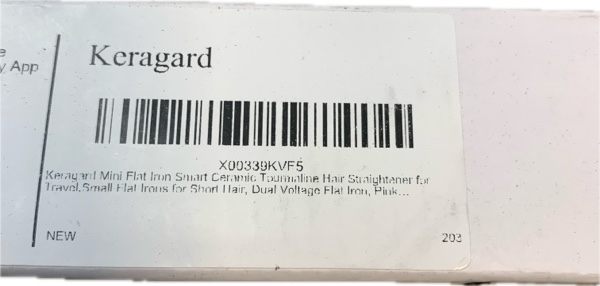 e
y App
Keragard
X00339KVF5
Keragard Mini Flat Iron Smart Ceramic Tourmaline Hair Straightener for
Travel,Small Flat Irons for Short Hair, Dual Voltage Flat Iron, Pink...
NEW
203